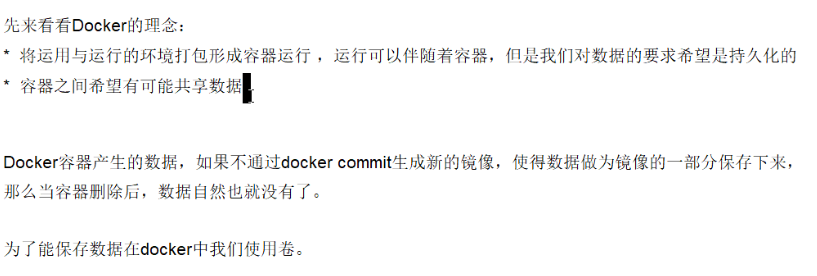 先来看看Docker的理念：
* 将运用与运行的环境打包形成容器运行 ，运行可以伴随着容器，但是我们对数据的要求希望是持久化的
* 容器之间希望有可能共享数据
Docker容器产生的数据，如果不通过docker commit生成新的镜像，使得数据做为镜像的一部分保存下来，
那么当容器删除后，数据自然也就没有了。
为了能保存数据在docker中我们使用卷。